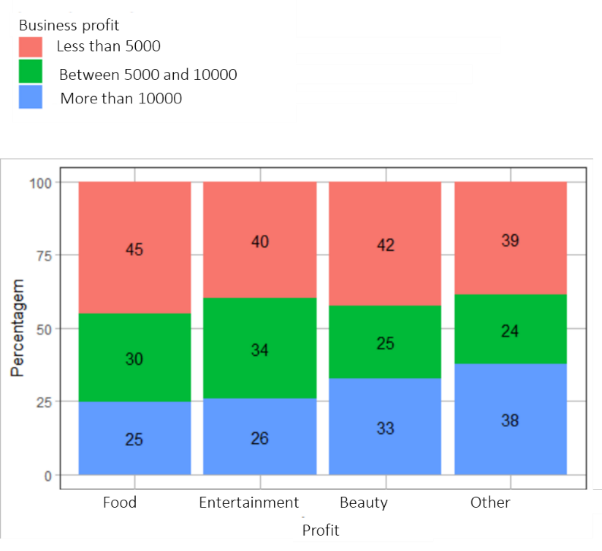 Business profit
Less than 5000
Between 5000 and 10000
More than 10000
100
75
50
25
0
Percentagem
45 40 42 39
30 34 25 24
25 26 33 38
Food Entertainment Beauty Other
Profit